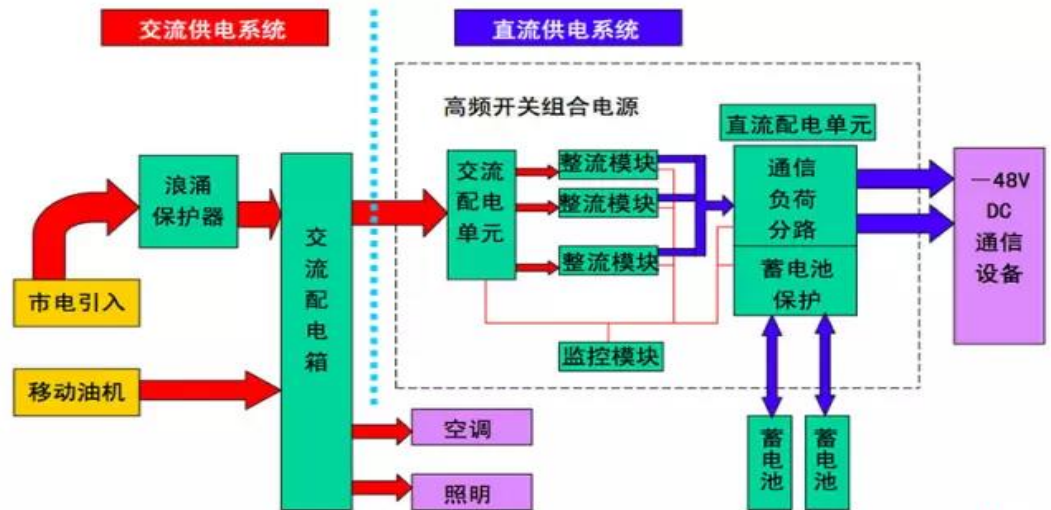 交流供电系统
直流供电系统
高频开关组合电源
直流配电单元
浪涌
保护器
交
流
配
电
箱
交流
配电
单元
整流模块
整流模块
整流模块
通信
负荷
分路
蓄电池
保护
—48V
DC
通信
设备
市电引入
移动油机
监控模块
空调
照明
蓄
电
池
蓄
电
池